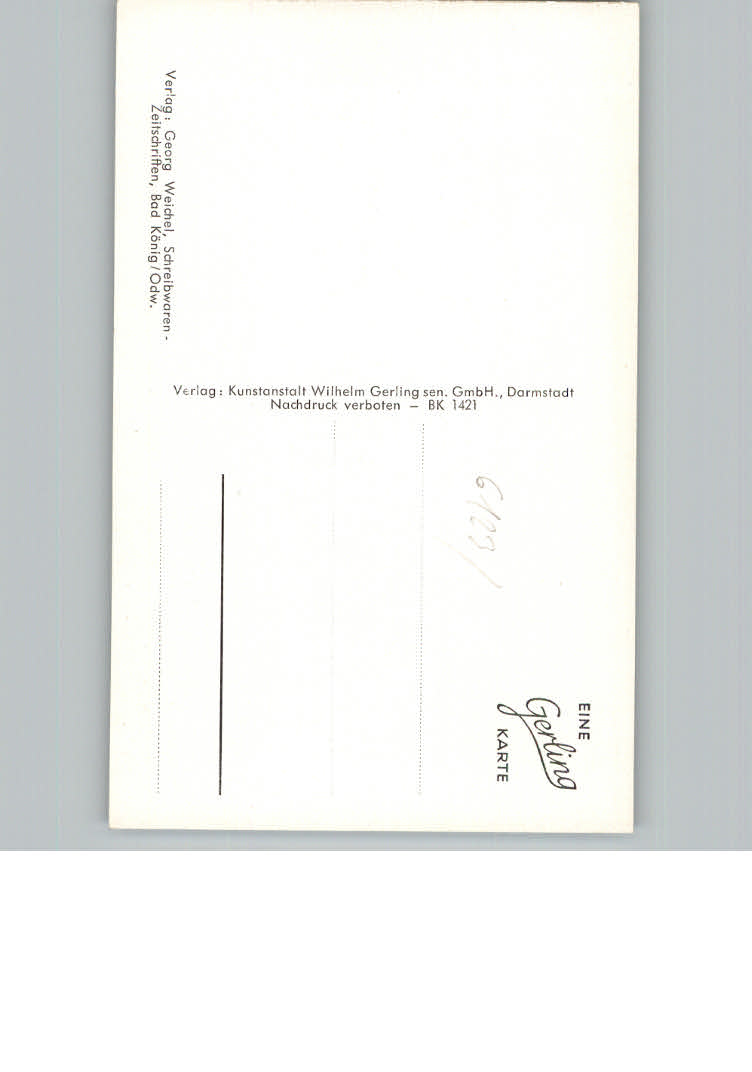 Verlag: Georg Weichel, Schreibwaren -
Zeitschriften, Bad König/Odw.
Verlag: Kunstanstalt Wilhelm Gerling sen. GmbH., Darmstadt
Nachdruck verboten — BK 1421
EINE
Gerling
KARTE